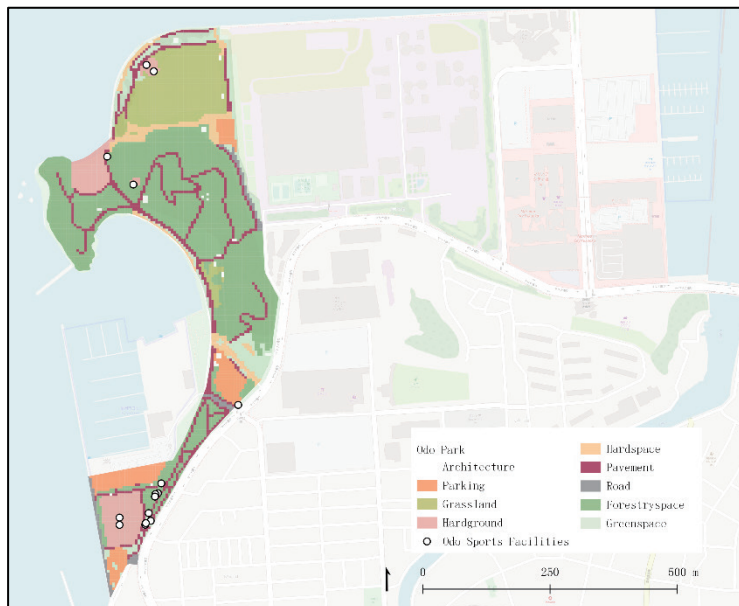 Odo Park
Architecture
Parking
Grassland
Hardground
Hardspace
Pavement
Road
Forestryspace
Greenspace
Odo Sports Facilities
0 250 500 m